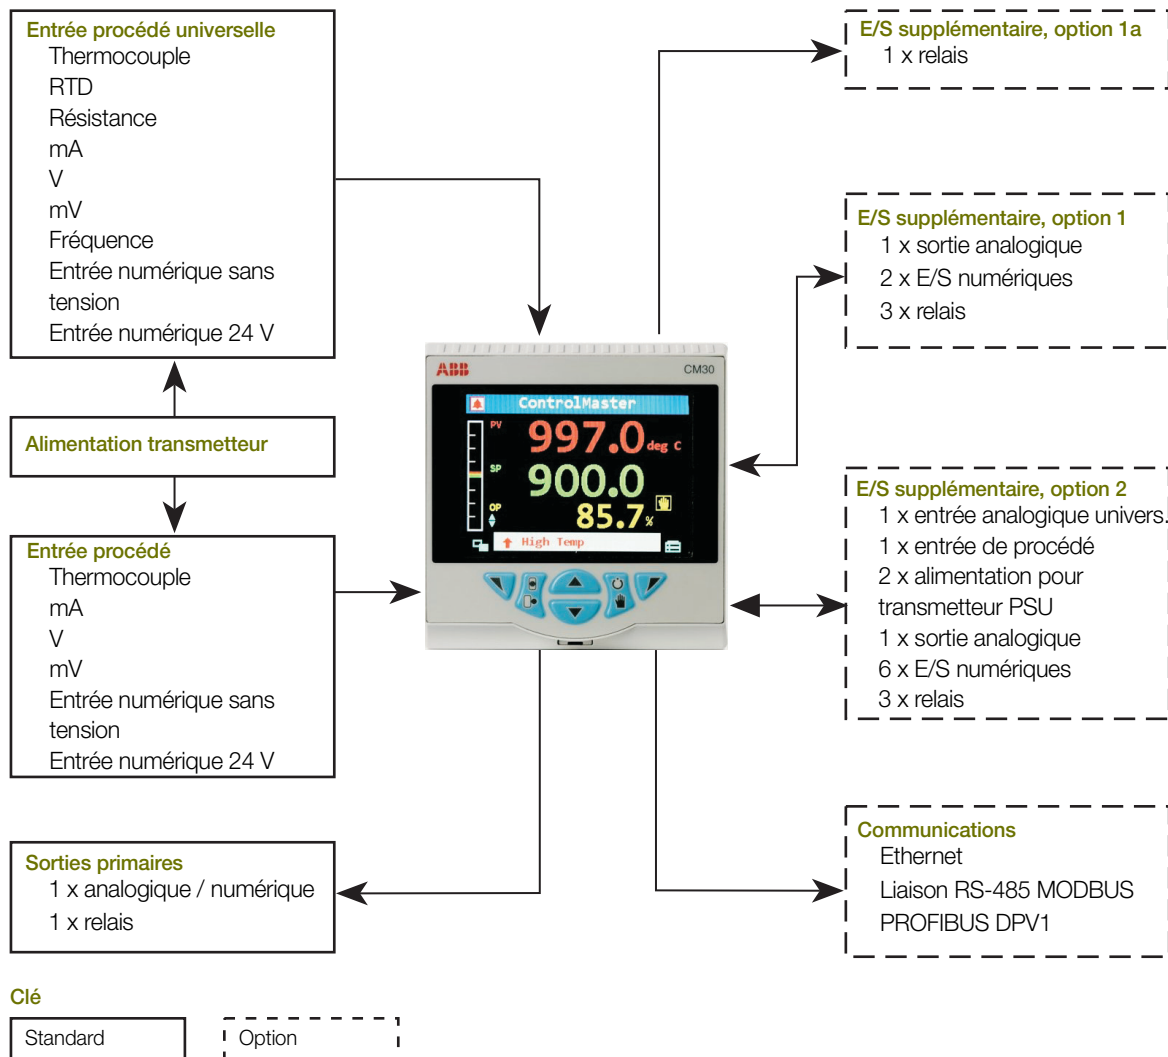 Entrée procédé universelle
Thermocouple
RTD
Résistance
mA
V
mV
Fréquence
Entrée numérique sans
tension
Entrée numérique 24 V
Alimentation transmetteur
Entrée procédé
Thermocouple
mA
V
mV
Entrée numérique sans
tension
Entrée numérique 24 V
Sorties primaires
1 x analogique / numérique
1 x relais
ABB
CM30
ControlMaster
PV
997.0 deg C
SP
900.0
OP
85.7 %
High Temp
E/S supplémentaire, option 1a
1 x relais
E/S supplémentaire, option 1
1 x sortie analogique
2 x E/S numériques
3 x relais
E/S supplémentaire, option 2
1 x entrée analogique univers.
1 x entrée de procédé
2 x alimentation pour
transmetteur PSU
1 x sortie analogique
6 x E/S numériques
3 x relais
Communications
Ethernet
Liaison RS-485 MODBUS
PROFIBUS DPV1
Clé
Standard
Option